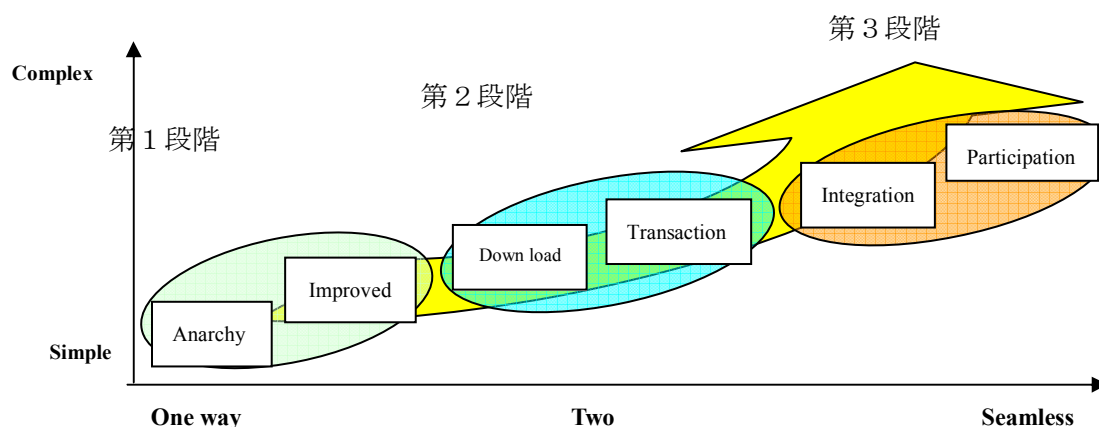 第３段階
Complex
第２段階
第１段階
Participation
Integration
Transaction
Down load
Improved
Anarchy
Simple
One way
Two
Seamless